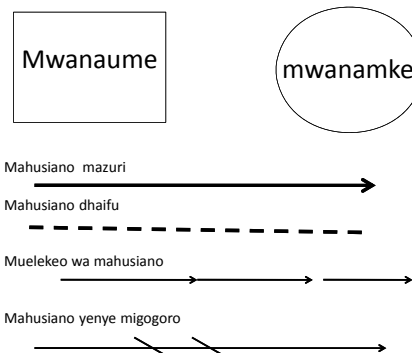 Mwanaume
mwanamke
Mahusiano mazuri
Mahusiano dhaifu
Muelekeo wa mahusiano
Mahusiano yenye migogoro